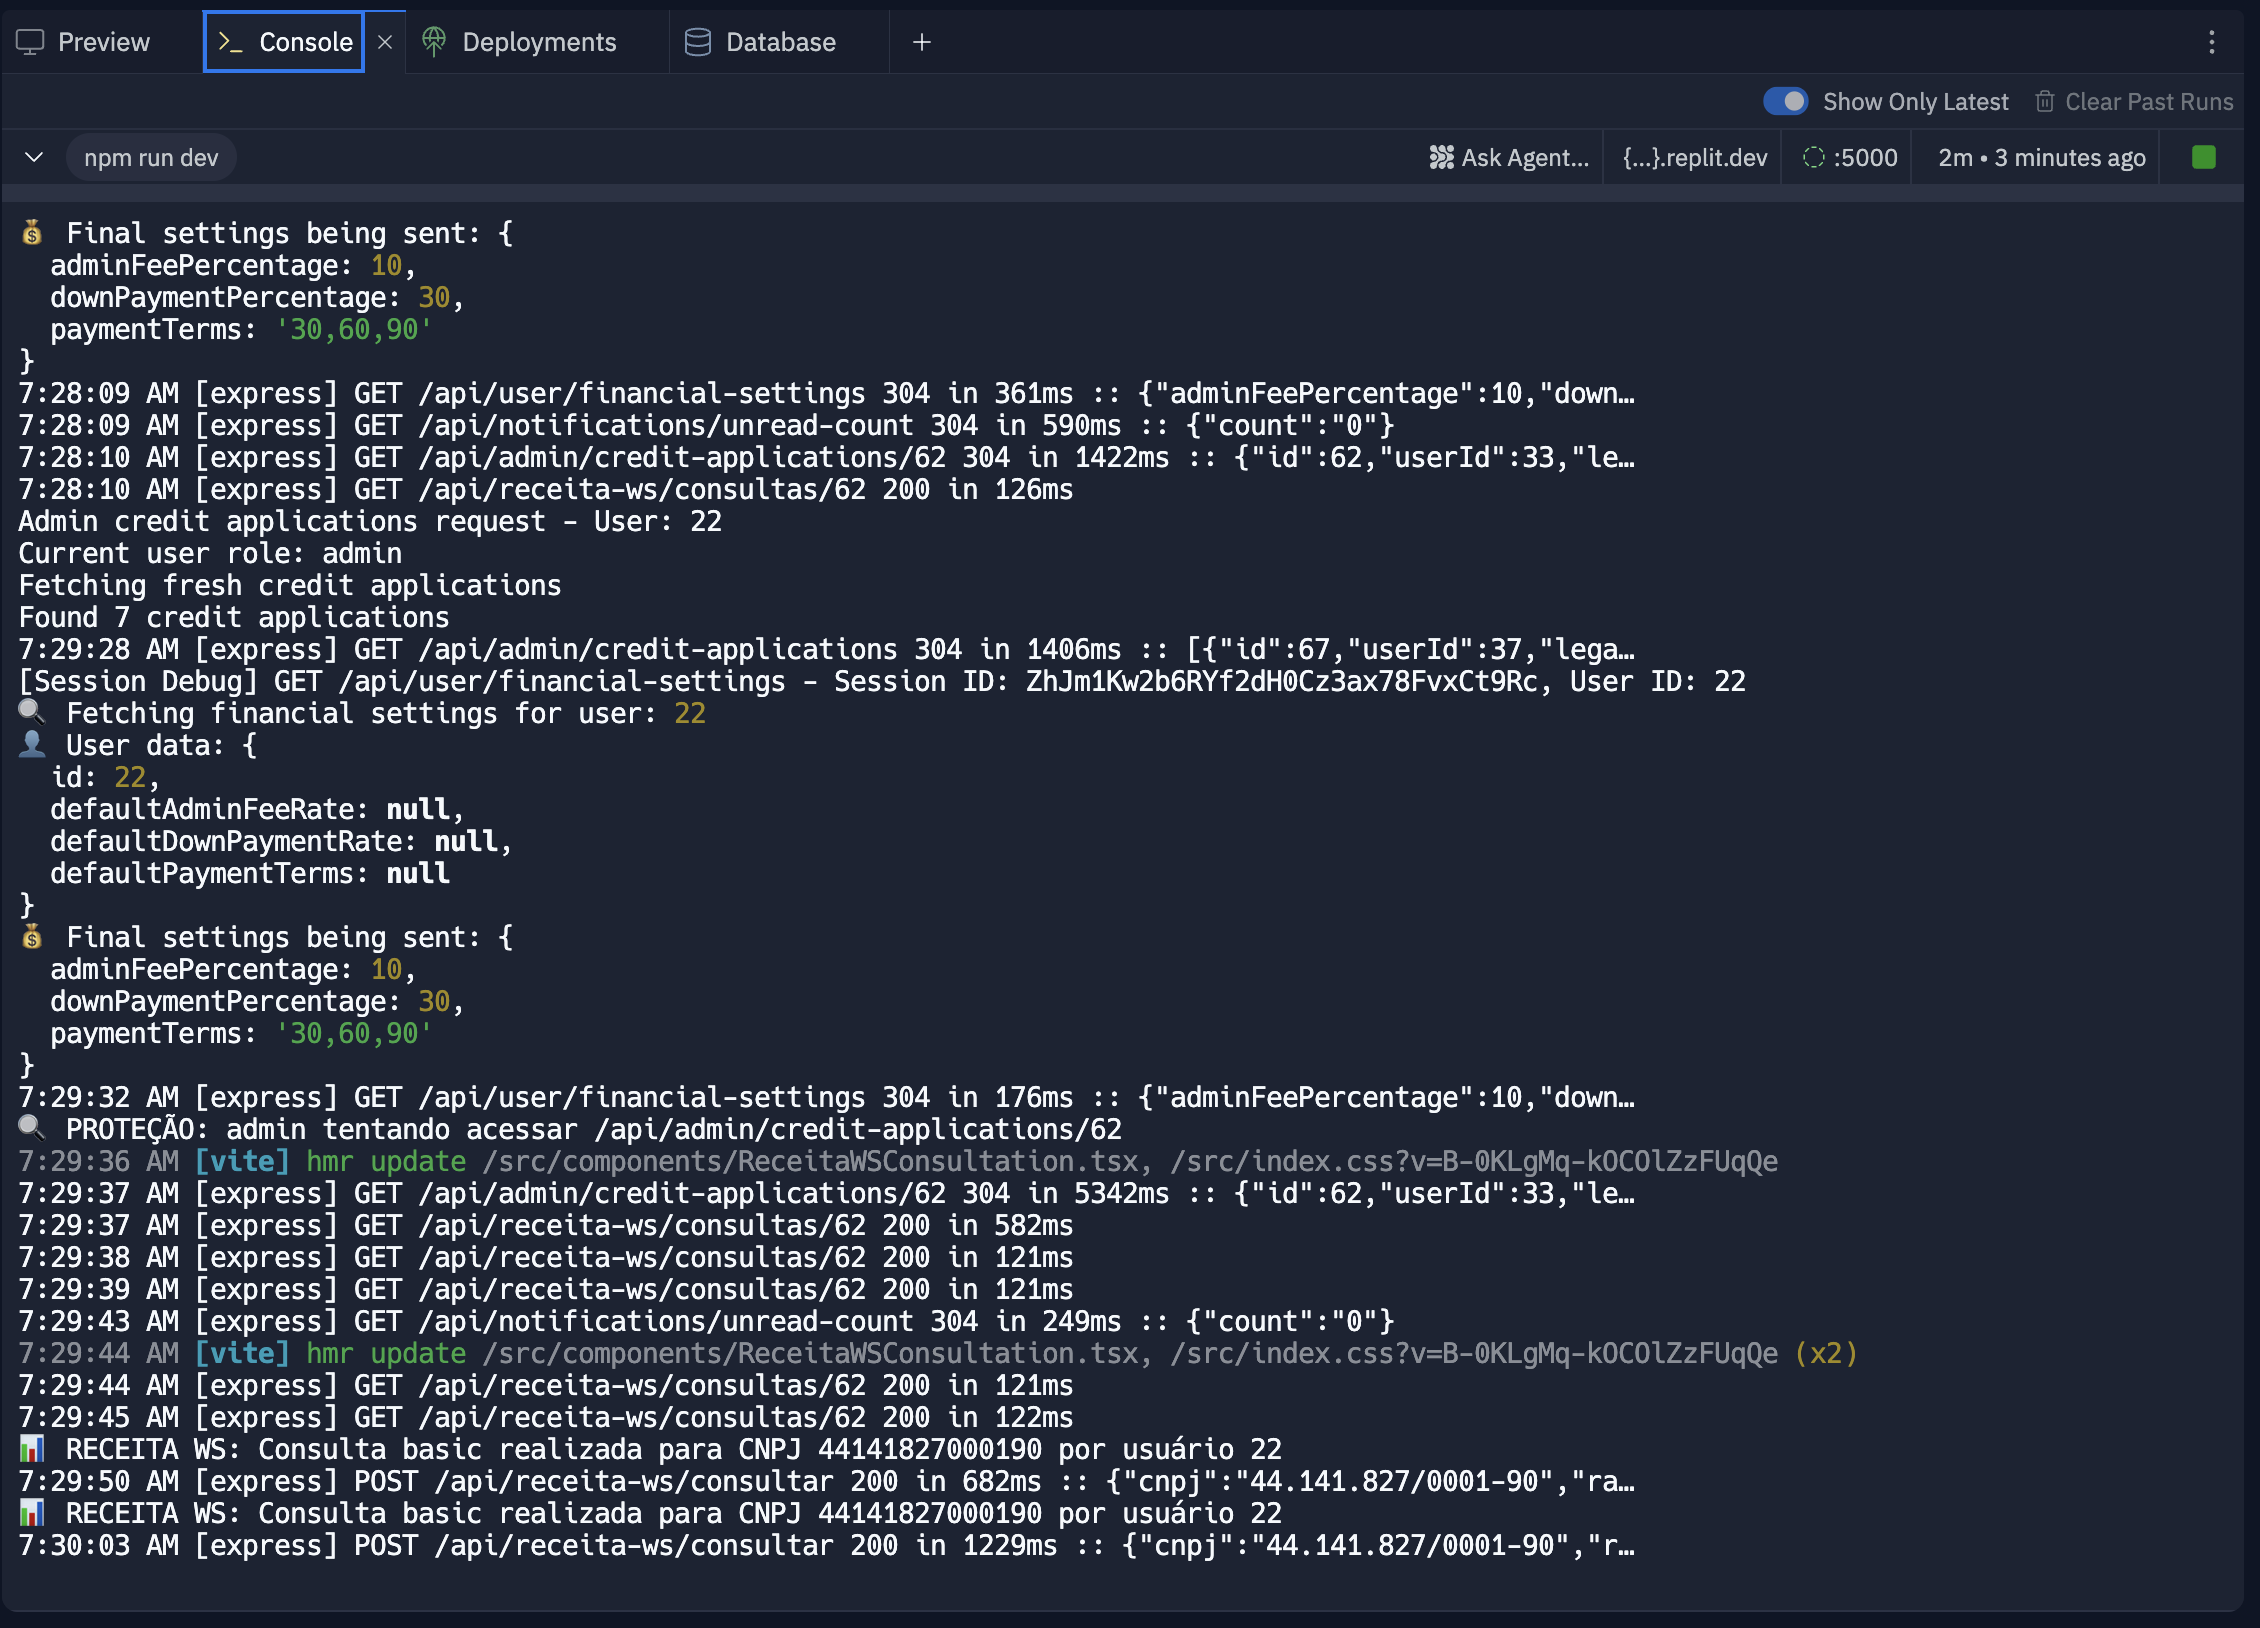 Preview
Console
Deployments
Database
Show Only Latest
Clear Past Runs
npm run dev
Ask Agent...
{...}.replit.dev
:5000
2m • 3 minutes ago
💰 Final settings being sent: {
  adminFeePercentage: 10,
  downPaymentPercentage: 30,
  paymentTerms: '30,60,90'
}
7:28:09 AM [express] GET /api/user/financial-settings 304 in 361ms :: {"adminFeePercentage":10,"down…
7:28:09 AM [express] GET /api/notifications/unread-count 304 in 590ms :: {"count":"0"}
7:28:10 AM [express] GET /api/admin/credit-applications/62 304 in 1422ms :: {"id":62,"userId":33,"le…
7:28:10 AM [express] GET /api/receita-ws/consultas/62 200 in 126ms
Admin credit applications request - User: 22
Current user role: admin
Fetching fresh credit applications
Found 7 credit applications
7:29:28 AM [express] GET /api/admin/credit-applications 304 in 1406ms :: [{"id":67,"userId":37,"lega…
[Session Debug] GET /api/user/financial-settings - Session ID: ZhJm1Kw2b6RYf2dH0Cz3ax78FvxCt9Rc, User ID: 22
🔍 Fetching financial settings for user: 22
👤 User data: {
  id: 22,
  defaultAdminFeeRate: null,
  defaultDownPaymentRate: null,
  defaultPaymentTerms: null
}
💰 Final settings being sent: {
  adminFeePercentage: 10,
  downPaymentPercentage: 30,
  paymentTerms: '30,60,90'
}
7:29:32 AM [express] GET /api/user/financial-settings 304 in 176ms :: {"adminFeePercentage":10,"down…
🔍 PROTEÇÃO: admin tentando acessar /api/admin/credit-applications/62
7:29:36 AM [vite] hmr update /src/components/ReceitaWSConsultation.tsx, /src/index.css?v=B-0KLgMq-kOCOlZzFUqQe
7:29:37 AM [express] GET /api/admin/credit-applications/62 304 in 5342ms :: {"id":62,"userId":33,"le…
7:29:37 AM [express] GET /api/receita-ws/consultas/62 200 in 582ms
7:29:38 AM [express] GET /api/receita-ws/consultas/62 200 in 121ms
7:29:39 AM [express] GET /api/receita-ws/consultas/62 200 in 121ms
7:29:43 AM [express] GET /api/notifications/unread-count 304 in 249ms :: {"count":"0"}
7:29:44 AM [vite] hmr update /src/components/ReceitaWSConsultation.tsx, /src/index.css?v=B-0KLgMq-kOCOlZzFUqQe (x2)
7:29:44 AM [express] GET /api/receita-ws/consultas/62 200 in 121ms
7:29:45 AM [express] GET /api/receita-ws/consultas/62 200 in 122ms
📊 RECEITA WS: Consulta basic realizada para CNPJ 44141827000190 por usuário 22
7:29:50 AM [express] POST /api/receita-ws/consultar 200 in 682ms :: {"cnpj":"44.141.827/0001-90","ra…
📊 RECEITA WS: Consulta basic realizada para CNPJ 44141827000190 por usuário 22
7:30:03 AM [express] POST /api/receita-ws/consultar 200 in 1229ms :: {"cnpj":"44.141.827/0001-90","r…